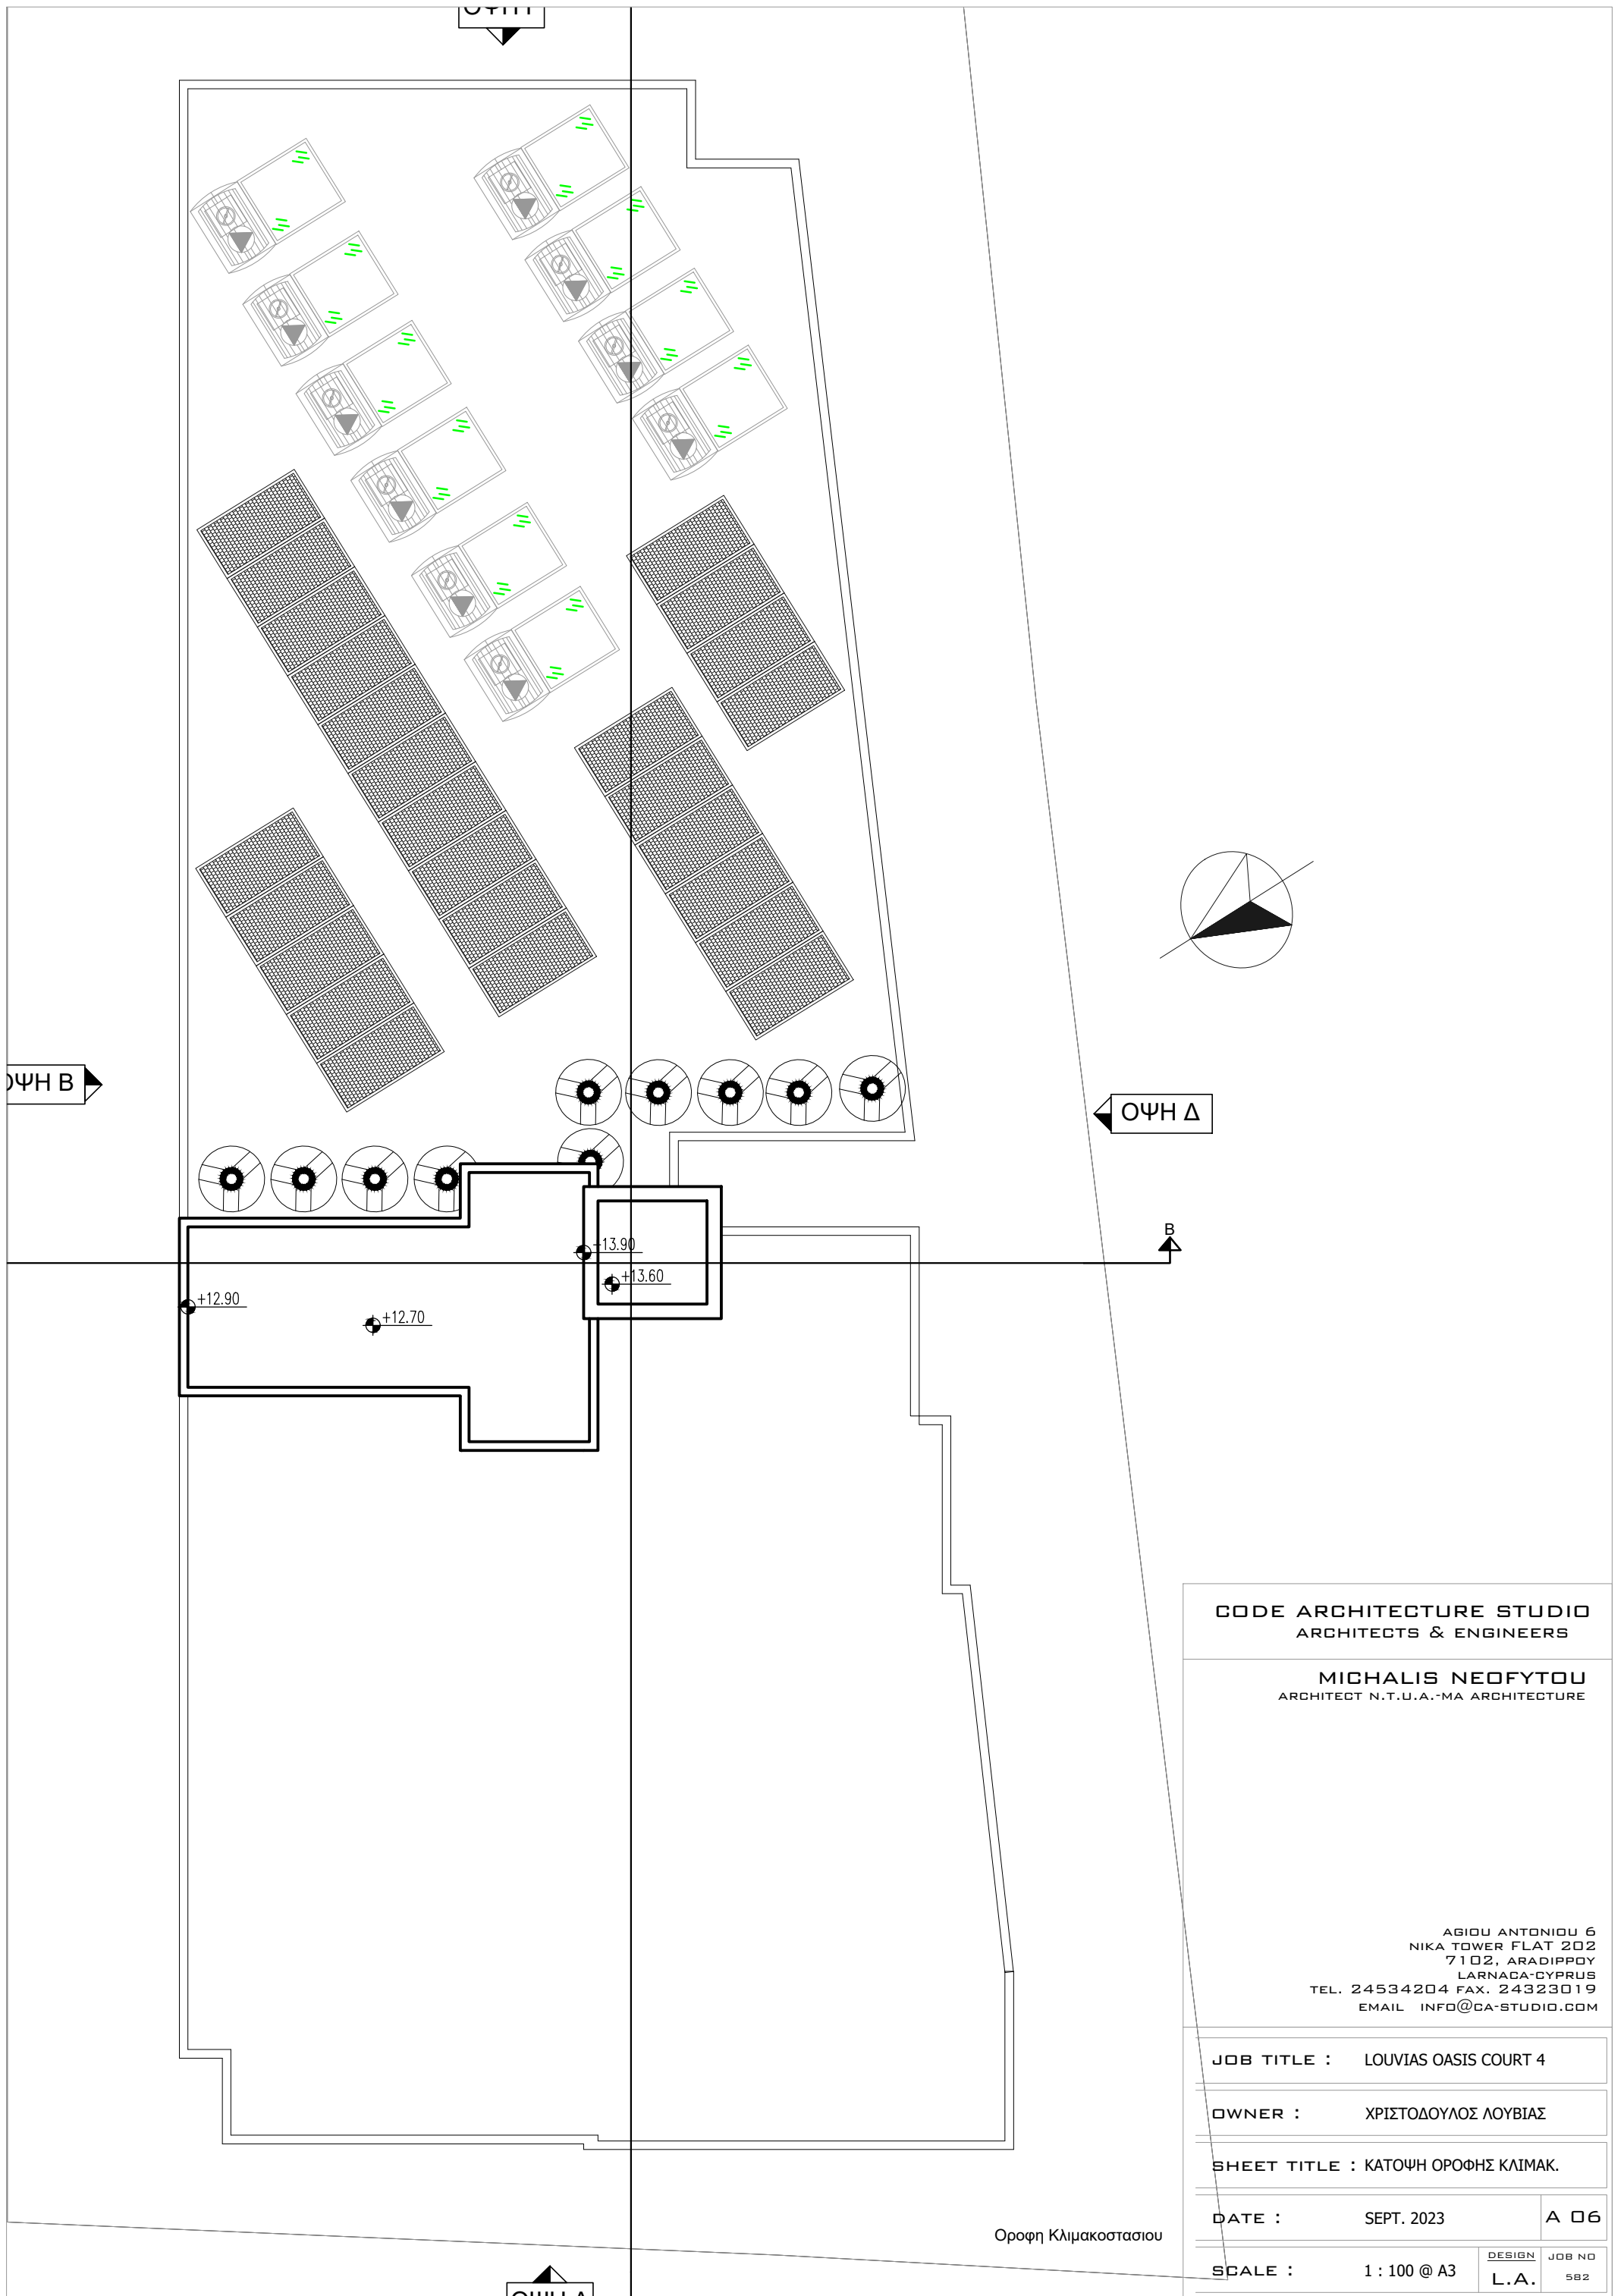 ΟΨΗ Γ
ΟΨΗ Β
ΟΨΗ Δ
B
+13.90
+13.60
+12.90
+12.70
CODE ARCHITECTURE STUDIO
ARCHITECTS & ENGINEERS
MICHALIS NEOFYTOU
ARCHITECT N.T.U.A.-MA ARCHITECTURE
AGIOU ANTONIOU 6
NIKA TOWER FLAT 202
7102, ARADIPPOY
LARNACA-CYPRUS
TEL. 24534204 FAX. 24323019
EMAIL INFO@CA-STUDIO.COM
JOB TITLE : LOUVIAS OASIS COURT 4
OWNER : ΧΡΙΣΤΟΔΟΥΛΟΣ ΛΟΥΒΙΑΣ
SHEET TITLE : ΚΑΤΟΨΗ ΟΡΟΦΗΣ ΚΛΙΜΑΚ.
DATE : SEPT. 2023 A 06
Οροφη Κλιμακοστασιου
SCALE : 1 : 100 @ A3 DESIGN L.A. JOB NO 582
ΟΨΗ Α